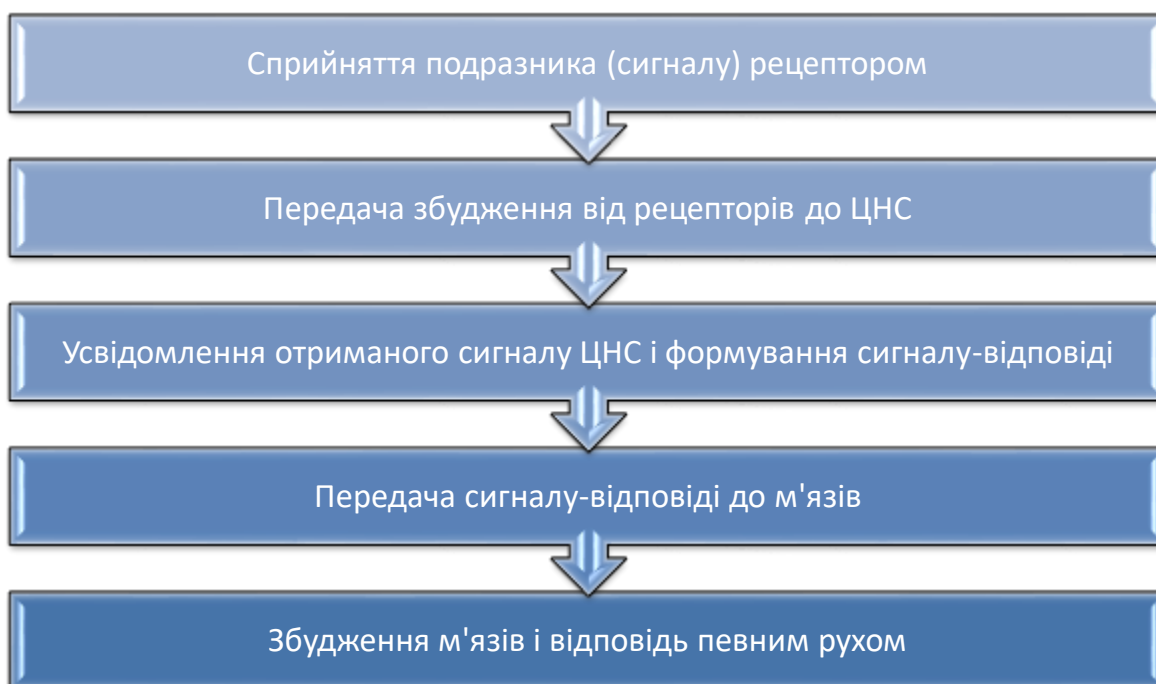 Сприйняття подразника (сигналу) рецептором
Передача збудження від рецепторів до ЦНС
Усвідомлення отриманого сигналу ЦНС і формування сигналу-відповіді
Передача сигналу-відповіді до м'язів
Збудження м'язів і відповідь певним рухом